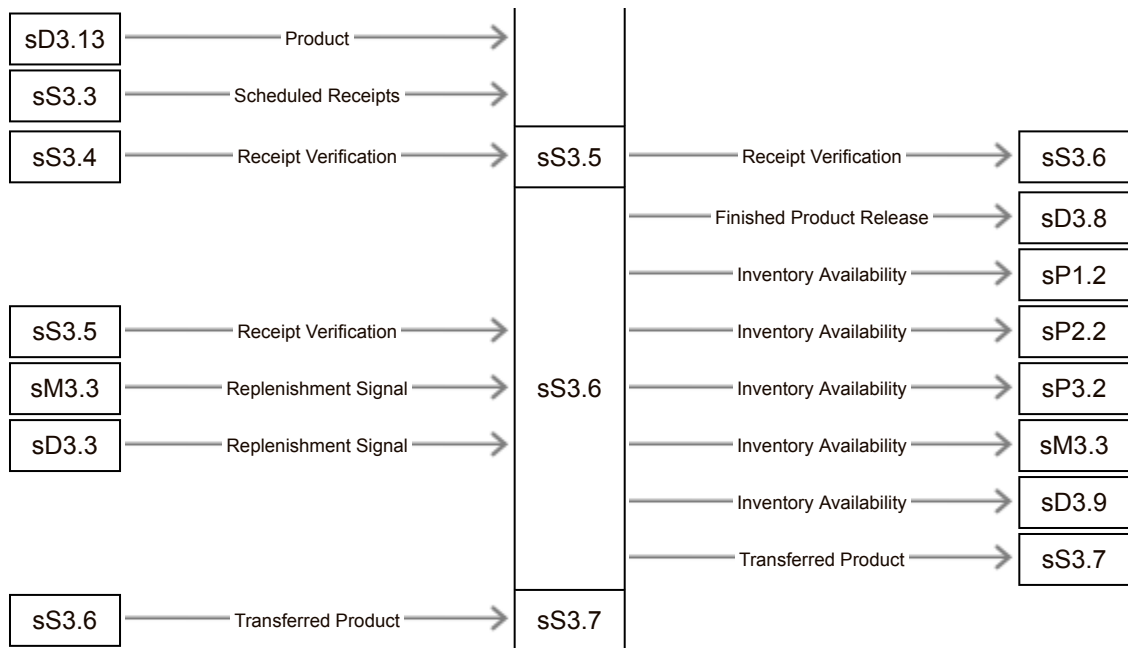 sD3.13 Product
sS3.3 Scheduled Receipts
sS3.4 Receipt Verification sS3.5 Receipt Verification sS3.6
Finished Product Release sD3.8
Inventory Availability sP1.2
sS3.5 Receipt Verification Inventory Availability sP2.2
sM3.3 Replenishment Signal sS3.6 Inventory Availability sP3.2
sD3.3 Replenishment Signal Inventory Availability sM3.3
Inventory Availability sD3.9
Transferred Product sS3.7
sS3.6 Transferred Product sS3.7